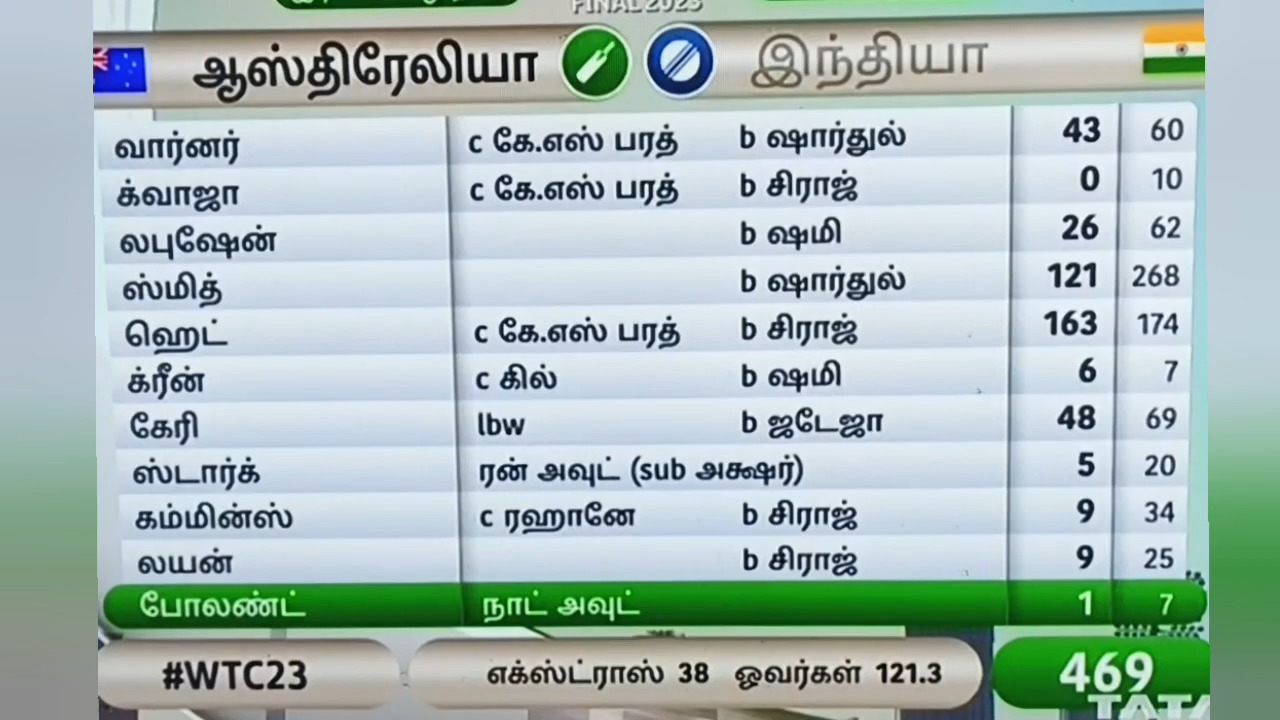 FINAL 2023
ஆஸ்திரேலியா இந்தியா
வார்னர் c கே.எஸ் பரத் b ஷார்துல் 43 60
க்வாஜா c கே.எஸ் பரத் b சிராஜ் 0 10
லபுஷேன் b ஷமி 26 62
ஸ்மித் b ஷார்துல் 121 268
ஹெட் c கே.எஸ் பரத் b சிராஜ் 163 174
க்ரீன் c கில் b ஷமி 6 7
கேரி lbw b ஜடேஜா 48 69
ஸ்டார்க் ரன் அவுட் (sub அக்ஷர்) 5 20
கம்மின்ஸ் c ரஹானே b சிராஜ் 9 34
லயன் b சிராஜ் 9 25
போலண்ட் நாட் அவுட் 1 7
#WTC23 எக்ஸ்ட்ராஸ் 38 ஓவர்கள் 121.3 469
TATA